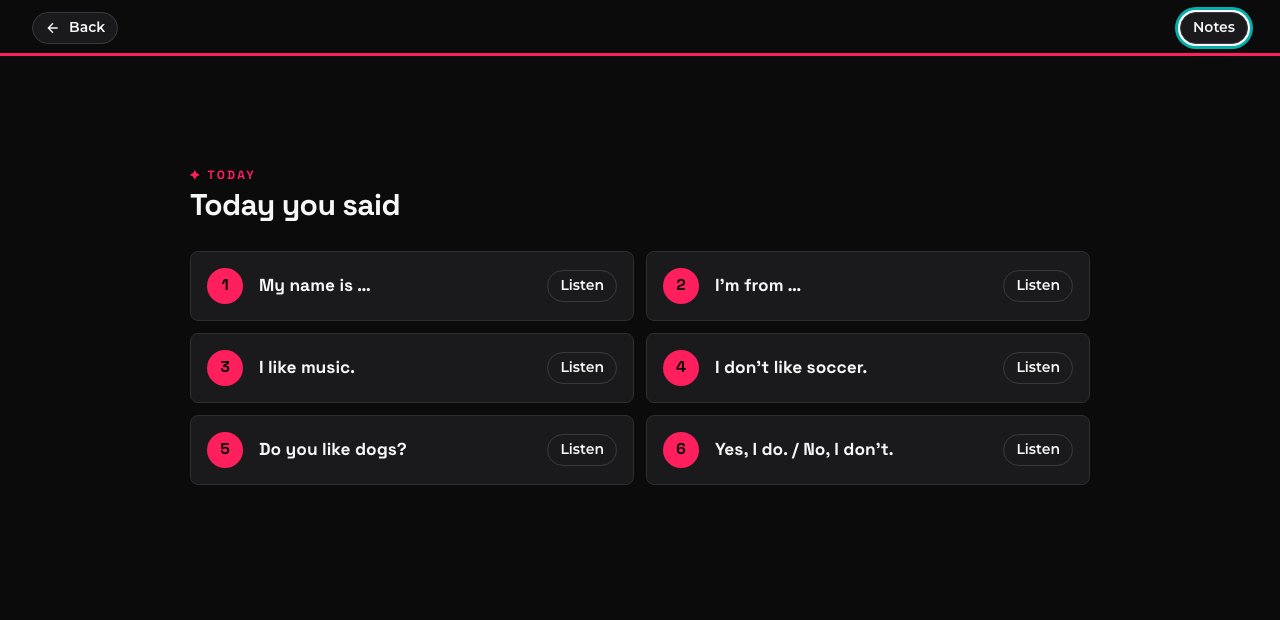 ← Back
Notes
✦ TODAY
Today you said
1 My name is … Listen
2 I’m from … Listen
3 I like music. Listen
4 I don’t like soccer. Listen
5 Do you like dogs? Listen
6 Yes, I do. / No, I don’t. Listen